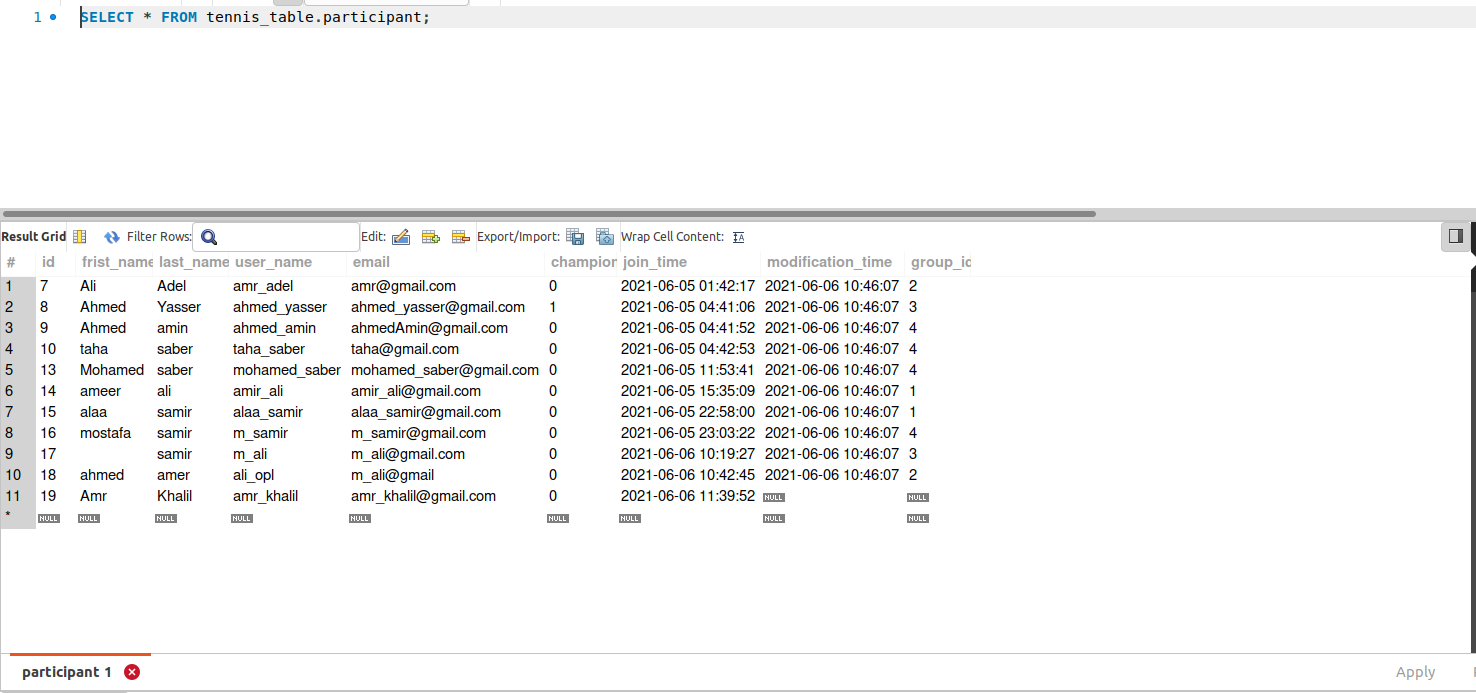 1 SELECT * FROM tennis_table.participant;
Result Grid Filter Rows: Edit: Export/Import: Wrap Cell Content: IA
# id frist_name last_name user_name email champion join_time modification_time group_id
1 7 Ali Adel amr_adel amr@gmail.com 0 2021-06-05 01:42:17 2021-06-06 10:46:07 2
2 8 Ahmed Yasser ahmed_yasser ahmed_yasser@gmail.com 1 2021-06-05 04:41:06 2021-06-06 10:46:07 3
3 9 Ahmed amin ahmed_amin ahmedAmin@gmail.com 0 2021-06-05 04:41:52 2021-06-06 10:46:07 4
4 10 taha saber taha_saber taha@gmail.com 0 2021-06-05 04:42:53 2021-06-06 10:46:07 4
5 13 Mohamed saber mohamed_saber mohamed_saber@gmail.com 0 2021-06-05 11:53:41 2021-06-06 10:46:07 4
6 14 ameer ali amir_ali amir_ali@gmail.com 0 2021-06-05 15:35:09 2021-06-06 10:46:07 1
7 15 alaa samir alaa_samir alaa_samir@gmail.com 0 2021-06-05 22:58:00 2021-06-06 10:46:07 1
8 16 mostafa samir m_samir m_samir@gmail.com 0 2021-06-05 23:03:22 2021-06-06 10:46:07 4
9 17 samir m_ali m_ali@gmail.com 0 2021-06-06 10:19:27 2021-06-06 10:46:07 3
10 18 ahmed amer ali_opl m_ali@gmail 0 2021-06-06 10:42:45 2021-06-06 10:46:07 2
11 19 Amr Khalil amr_khalil amr_khalil@gmail.com 0 2021-06-06 11:39:52 NULL NULL
* NULL NULL NULL NULL NULL NULL NULL NULL NULL
participant 1 Apply